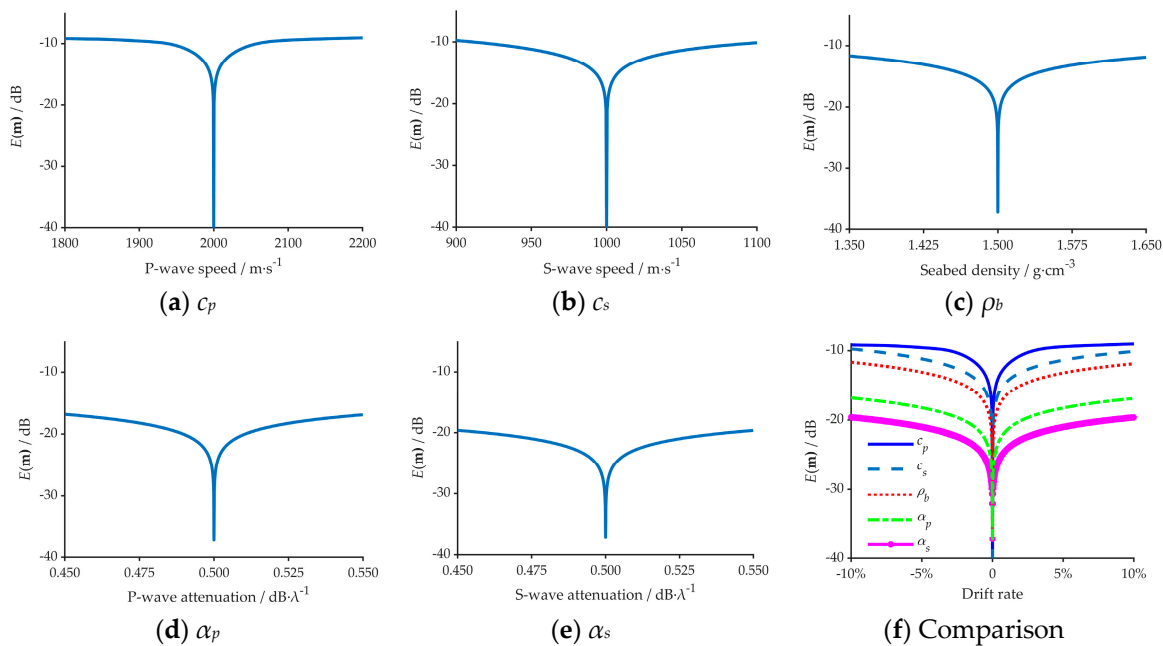 -10
-20
-30
-40
E(m) / dB
1800 1900 2000 2100 2200
P-wave speed / m·s⁻¹
(a) cₚ
-10
-20
-30
-40
E(m) / dB
900 950 1000 1050 1100
S-wave speed / m·s⁻¹
(b) cₛ
-10
-20
-30
-40
E(m)/ dB
1.350 1.425 1.500 1.575 1.650
Seabed density / g·cm⁻³
(c) ρb
-10
-20
-30
-40
E(m) / dB
0.450 0.475 0.500 0.525 0.550
P-wave attenuation / dB·λ⁻¹
(d) αₚ
-10
-20
-30
-40
E(m) / dB
0.450 0.475 0.500 0.525 0.550
S-wave attenuation / dB·λ⁻¹
(e) αₛ
-10
-20
-30
-40
E(m) / dB
cₚ
cₛ
ρb
αₚ
αₛ
-10% -5% 0 5% 10%
Drift rate
(f) Comparison